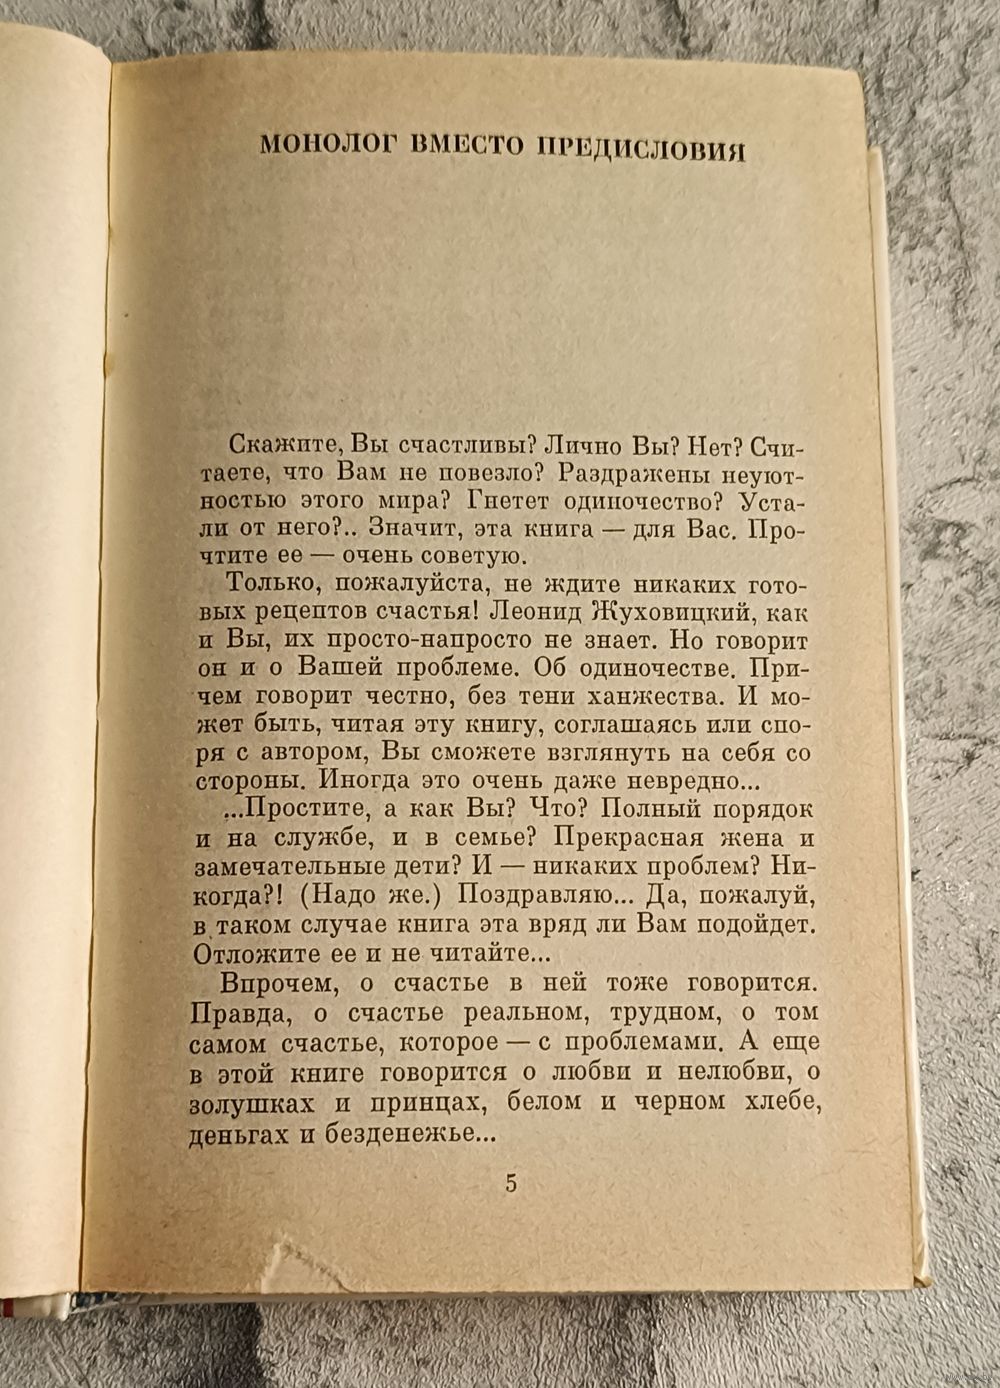 МОНОЛОГ ВМЕСТО ПРЕДИСЛОВИЯ
Скажите, Вы счастливы? Лично Вы? Нет? Счи-
таете, что Вам не повезло? Раздражены неуют-
ностью этого мира? Гнетет одиночество? Уста-
ли от него?.. Значит, эта книга — для Вас. Про-
чтите ее — очень советую.
Только, пожалуйста, не ждите никаких гото-
вых рецептов счастья! Леонид Жуховицкий, как
и Вы, их просто-напросто не знает. Но говорит
он и о Вашей проблеме. Об одиночестве. При-
чем говорит честно, без тени ханжества. И мо-
жет быть, читая эту книгу, соглашаясь или спо-
ря с автором, Вы сможете взглянуть на себя со
стороны. Иногда это очень даже невредно...
...Простите, а как Вы? Что? Полный порядок
и на службе, и в семье? Прекрасная жена и
замечательные дети? И — никаких проблем? Ни-
когда?! (Надо же.) Поздравляю... Да, пожалуй,
в таком случае книга эта вряд ли Вам подойдет.
Отложите ее и не читайте...
Впрочем, о счастье в ней тоже говорится.
Правда, о счастье реальном, трудном, о том
самом счастье, которое — с проблемами. А еще
в этой книге говорится о любви и нелюбви, о
золушках и принцах, белом и черном хлебе,
деньгах и безденежье...
5